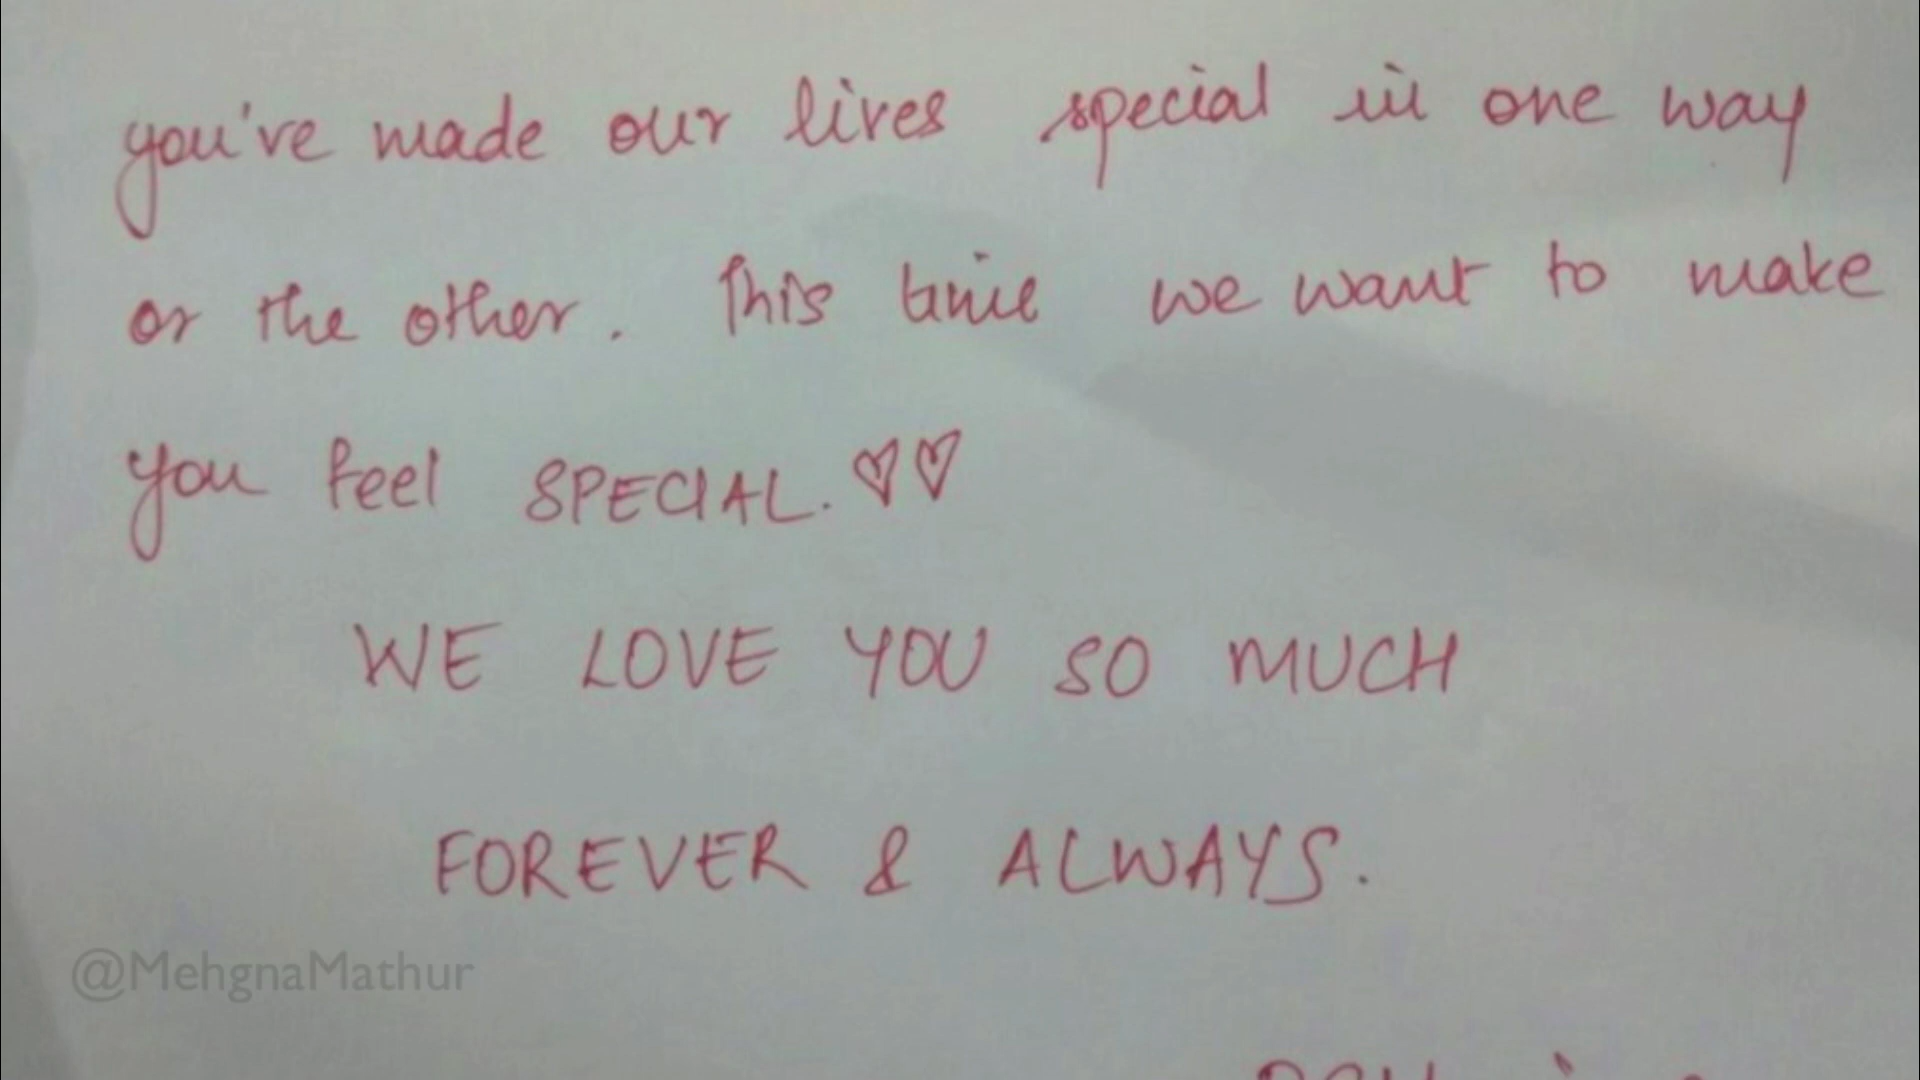 you've made our lives special in one way
or the other. This time we want to make
you feel SPECIAL. ♡♡
WE LOVE YOU SO MUCH
FOREVER & ALWAYS.
@MehgnaMathur